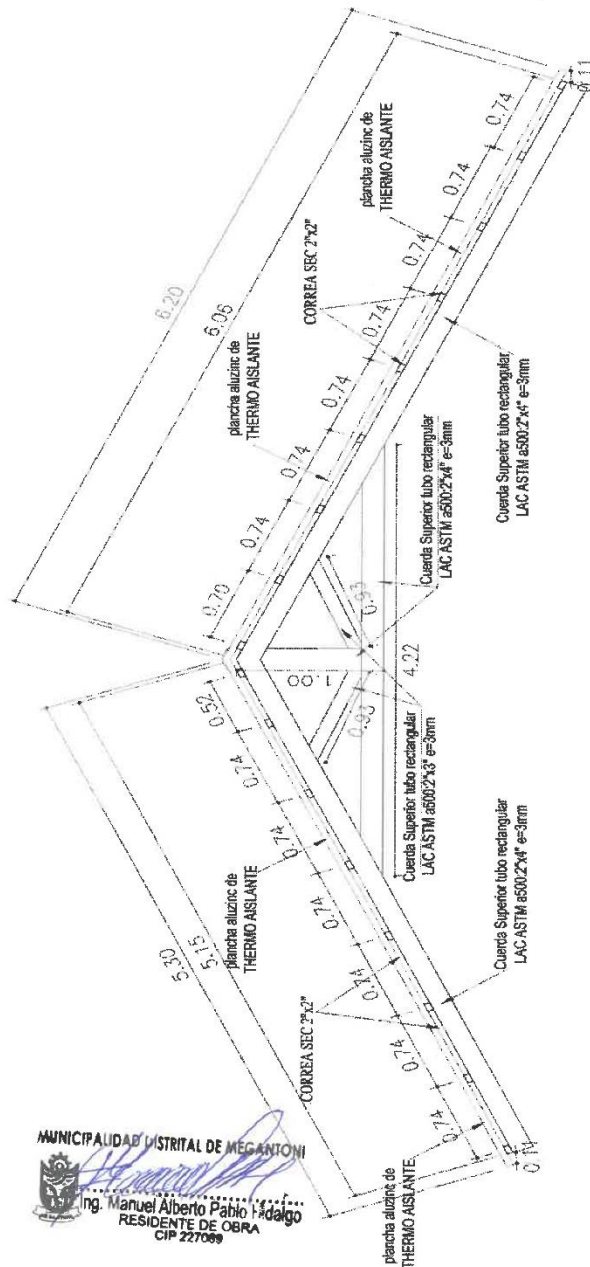 6.20
6.06
plancha aluzinc de
THERMO AISLANTE
CORREA SEC 2"x2"
plancha aluzinc de
THERMO AISLANTE
0.70
0.74
0.74
0.74
0.74
0.74
0.74
0.74
0.11
Cuerda Superior tubo rectangular
LAC ASTM a500:2"x4" e=3mm
Cuerda Superior tubo rectangular
LAC ASTM a500:2"x4" e=3mm
0.93
1.00
0.93
4.22
Cuerda Superior tubo rectangular
LAC ASTM a500:2"x3" e=3mm
Cuerda Superior tubo rectangular
LAC ASTM a500:2"x4" e=3mm
5.30
5.15
0.52
0.74
0.74
0.74
0.74
0.74
0.74
plancha aluzinc de
THERMO AISLANTE
CORREA SEC 2"x2"
plancha aluzinc de
THERMO AISLANTE
MUNICIPALIDAD DISTRITAL DE MEGANTONI
Ing. Manuel Alberto Pablo Hidalgo
RESIDENTE DE OBRA
CIP 227089